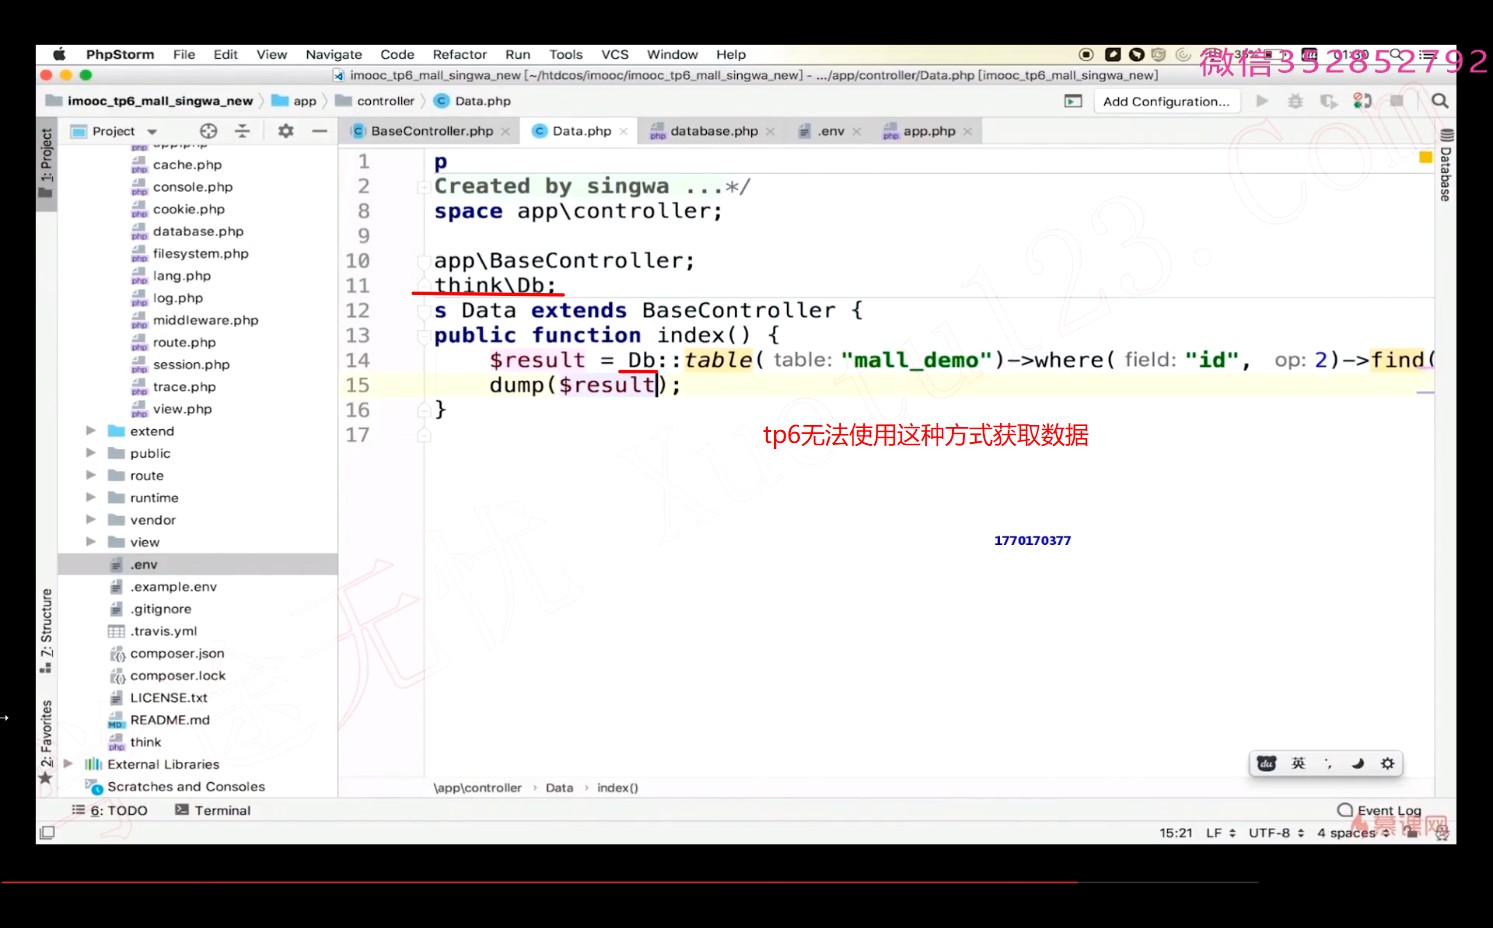 PhpStorm File Edit View Navigate Code Refactor Run Tools VCS Window Help
微信352852792
imooc_tp6_mall_singwa_new [~/htdcos/imooc/imooc_tp6_mall_singwa_new] - .../app/controller/Data.php [imooc_tp6_mall_singwa_new]
imooc_tp6_mall_singwa_new app controller Data.php Add Configuration...
Project BaseController.php Data.php database.php .env app.php
1: Project
Database
cache.php
console.php
cookie.php
database.php
filesystem.php
lang.php
log.php
middleware.php
route.php
session.php
trace.php
view.php
extend
public
route
runtime
vendor
view
.env
.example.env
.gitignore
.travis.yml
composer.json
composer.lock
LICENSE.txt
README.md
think
External Libraries
Scratches and Consoles
7: Structure
2: Favorites
1 p
2 Created by singwa ...*/
8 space app\controller;
9
10 app\BaseController;
11 think\Db;
12 s Data extends BaseController {
13 public function index() {
14 $result = Db::table( table: "mall_demo")->where( field: "id", op: 2)->find(
15 dump($result);
16 }
17
tp6无法使用这种方式获取数据
1770170377
英
\app\controller › Data › index()
6: TODO Terminal Event Log
慕课网
15:21 LF UTF-8 4 spaces